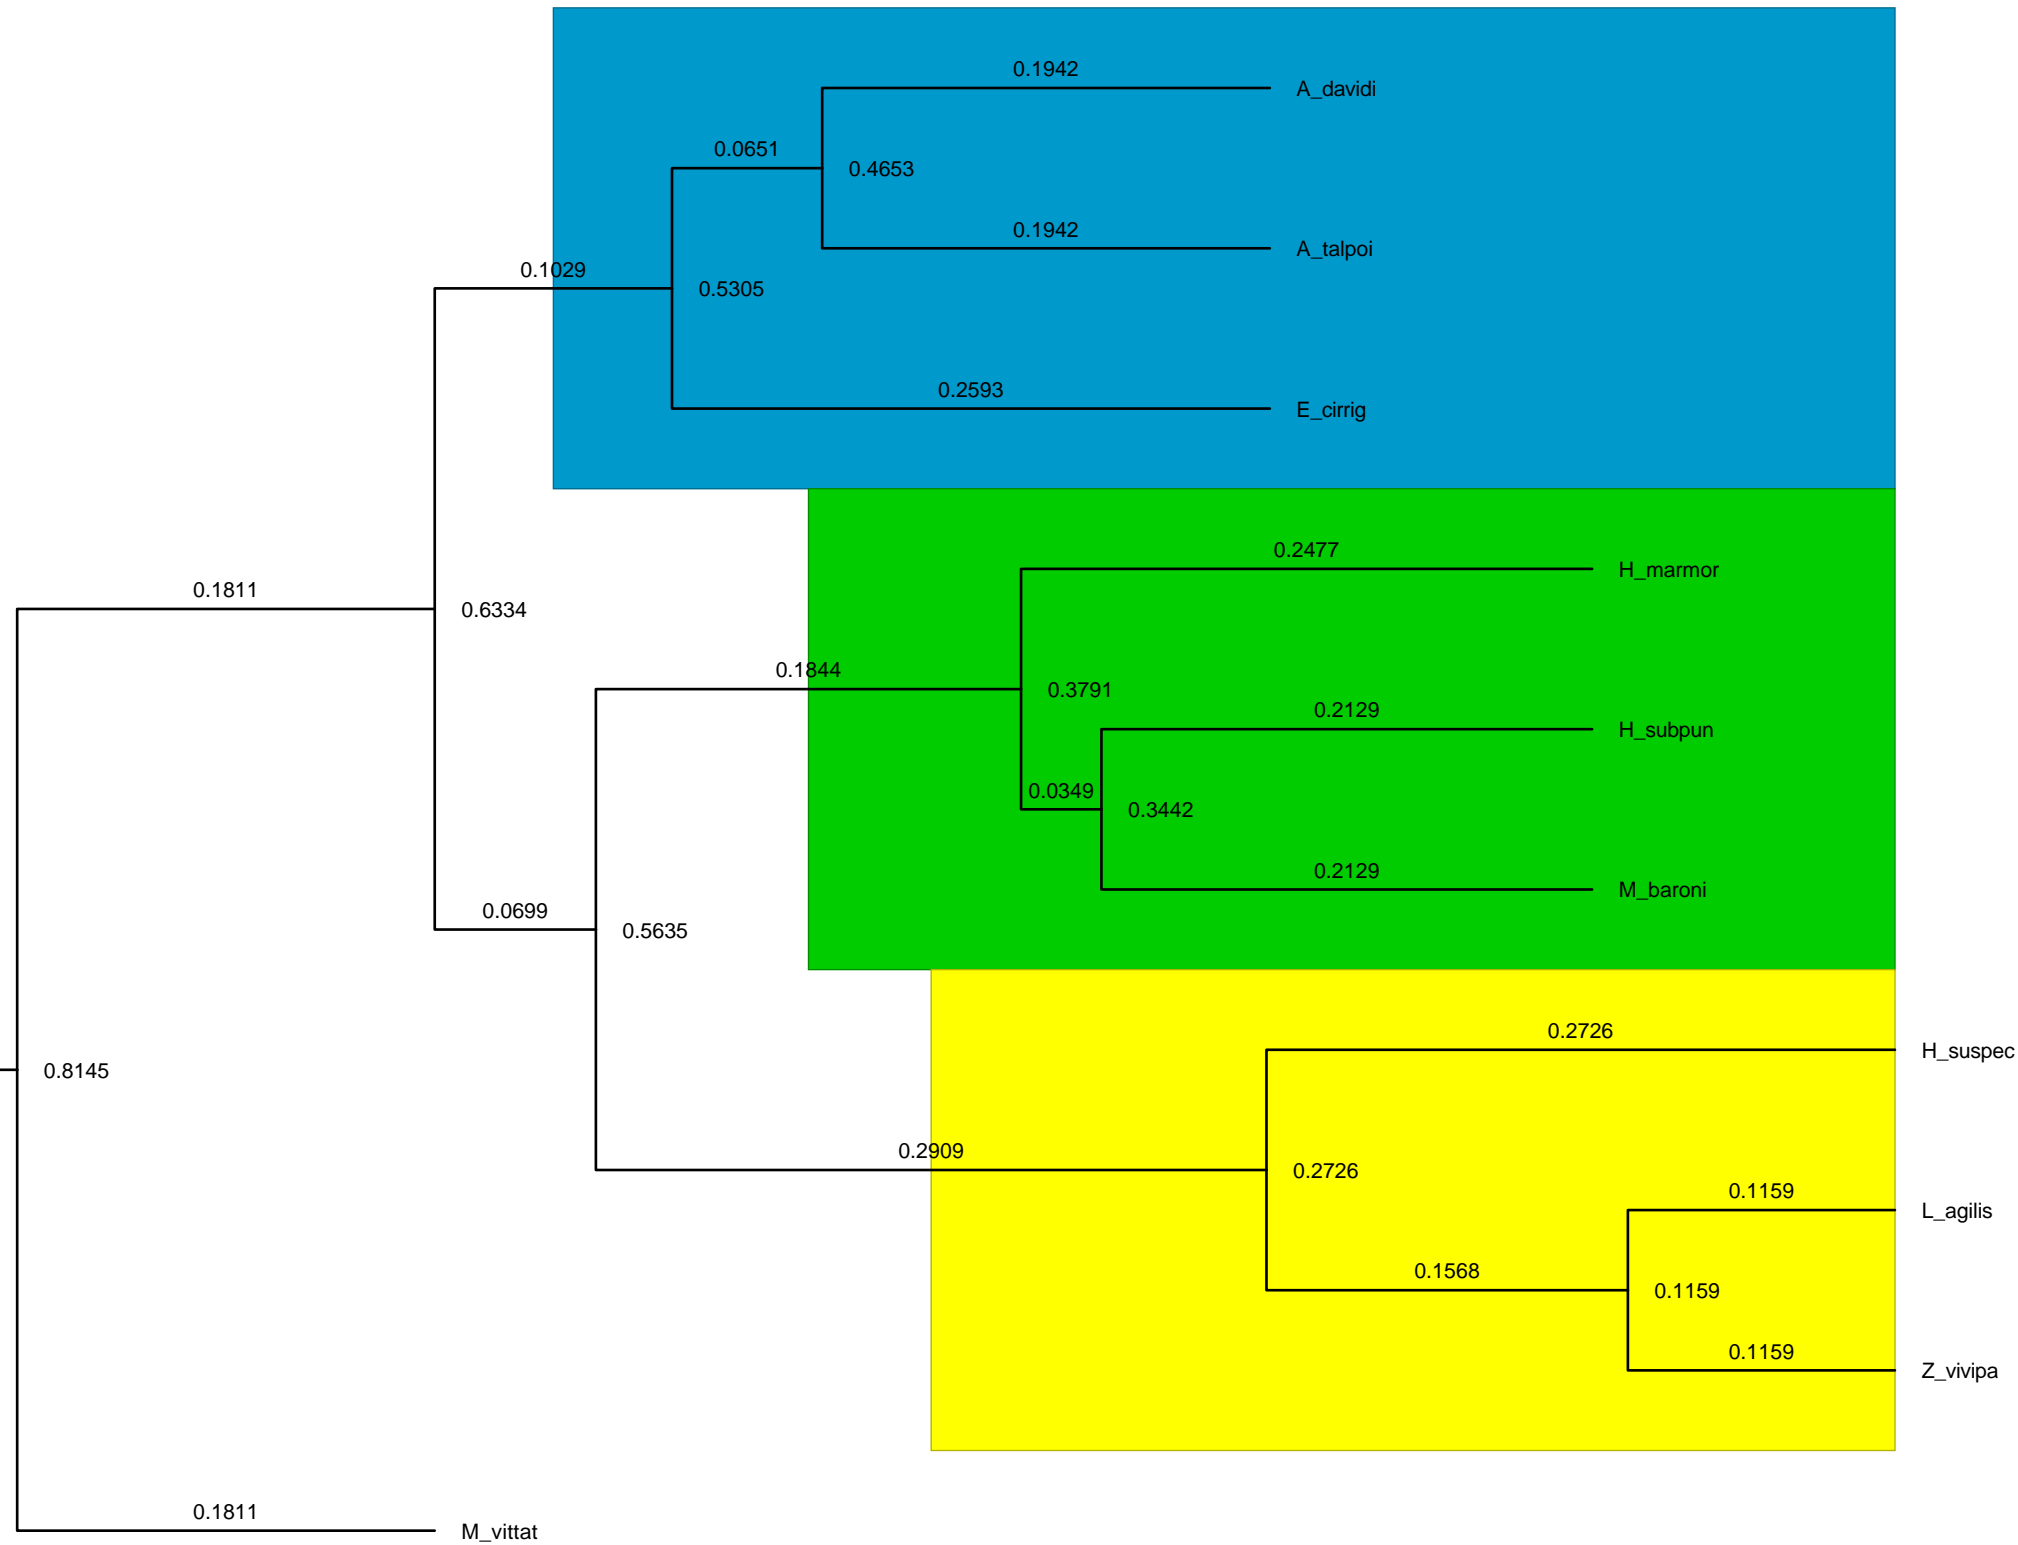 0.1942
A_davidi
0.0651
0.4653
0.1942
A_talpoi
0.1029
0.5305
0.2593
E_cirrig
0.2477
H_marmor
0.1811
0.6334
0.1844
0.3791
0.2129
H_subpun
0.0349
0.3442
0.2129
M_baroni
0.0699
0.5635
0.2726
H_suspec
0.8145
0.2909
0.2726
0.1159
L_agilis
0.1568
0.1159
0.1159
Z_vivipa
0.1811
M_vittat